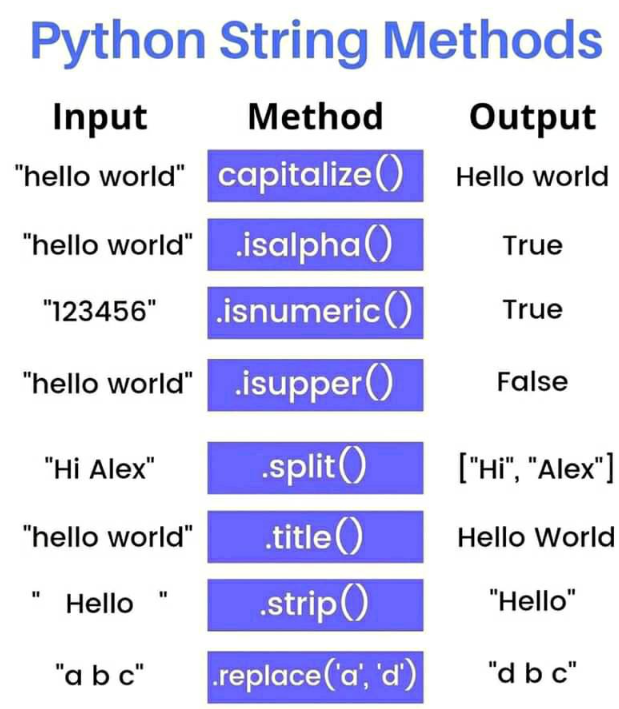 Python String Methods
Input Method Output
"hello world" capitalize() Hello world
"hello world" .isalpha() True
"123456" .isnumeric() True
"hello world" .isupper() False
"Hi Alex" .split() ["Hi", "Alex"]
"hello world" .title() Hello World
" Hello " .strip() "Hello"
"a b c" .replace('a', 'd') "d b c"